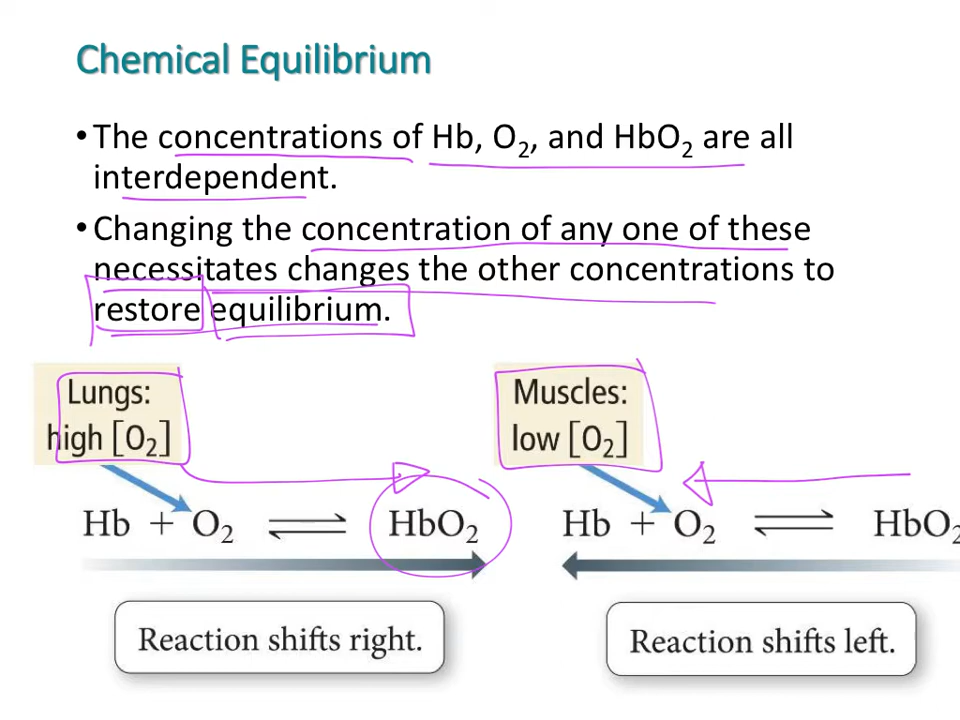 Chemical Equilibrium
•The concentrations of Hb, O₂, and HbO₂ are all
interdependent.
•Changing the concentration of any one of these
necessitates changes the other concentrations to
restore equilibrium.
Lungs:
high [O₂]
Muscles:
low [O₂]
Hb + O₂ ⇌ HbO₂
Hb + O₂ ⇌ HbO₂
Reaction shifts right.
Reaction shifts left.